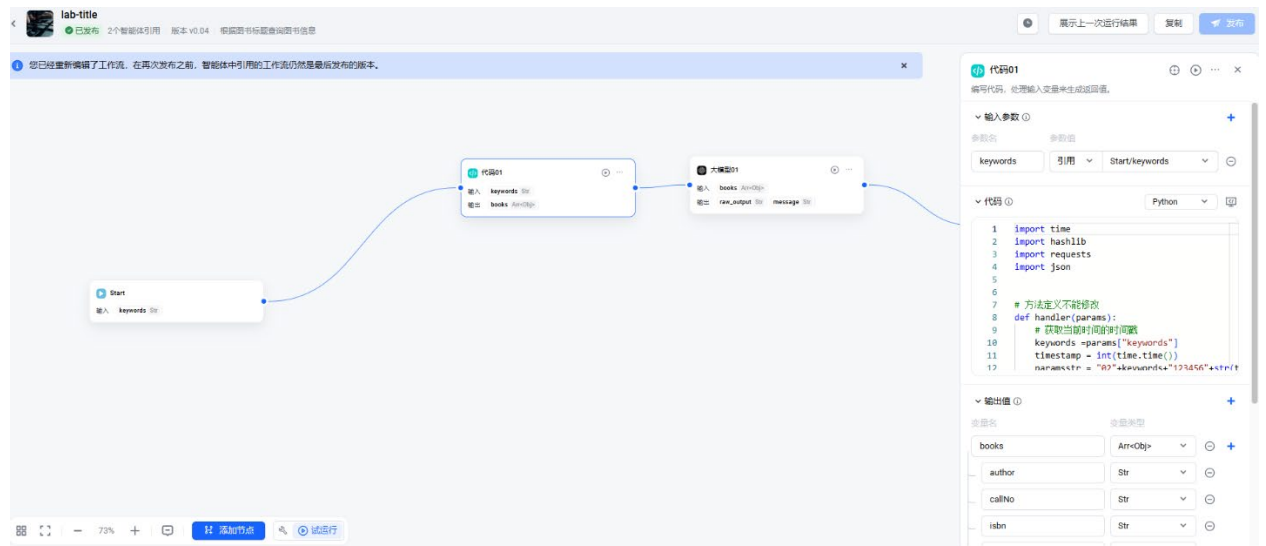 lab-title
已发布 2个智能体引用 版本 v0.04 根据图书标题查询图书信息
展示上一次运行结果 复制 发布
您已经重新编辑了工作流，在再次发布之前，智能体中引用的工作流仍然是最后发布的版本。
Start
输入 keywords Str
代码01
输入 keywords Str
输出 books Arr<Obj>
大模型01
输入 books Arr<Obj>
输出 raw_output Str message Str
73% 添加节点 试运行
代码01
编写代码，处理输入变量来生成返回值。
输入参数
参数名 参数值
keywords 引用 Start/keywords
代码 Python
1 import time
2 import hashlib
3 import requests
4 import json
5
6
7 # 方法定义不能修改
8 def handler(params):
9 # 获取当前时间的时间戳
10 keywords =params["keywords"]
11 timestamp = int(time.time())
12 paramsstr = "02"+keywords+"123456"+str(t
输出值
变量名 变量类型
books Arr<Obj>
author Str
callNo Str
isbn Str